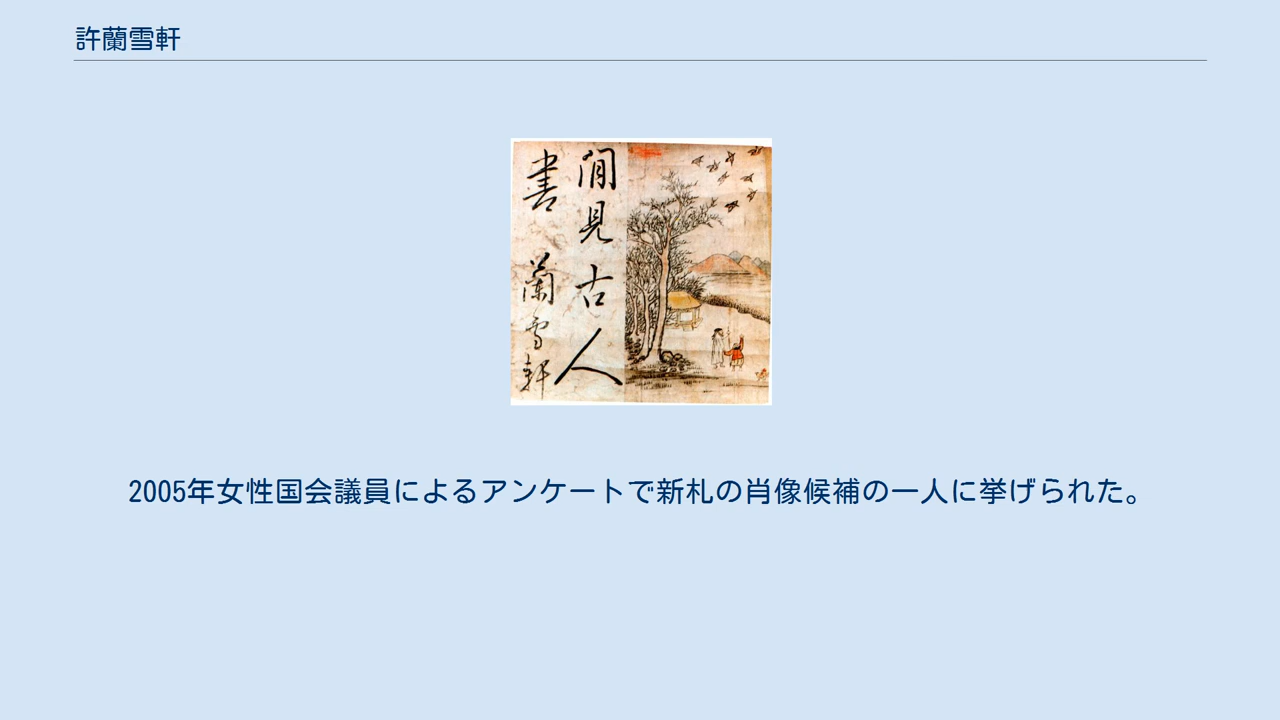 許蘭雪軒
閒見古人
書 蘭雪軒
2005年女性国会議員によるアンケートで新札の肖像候補の一人に挙げられた。